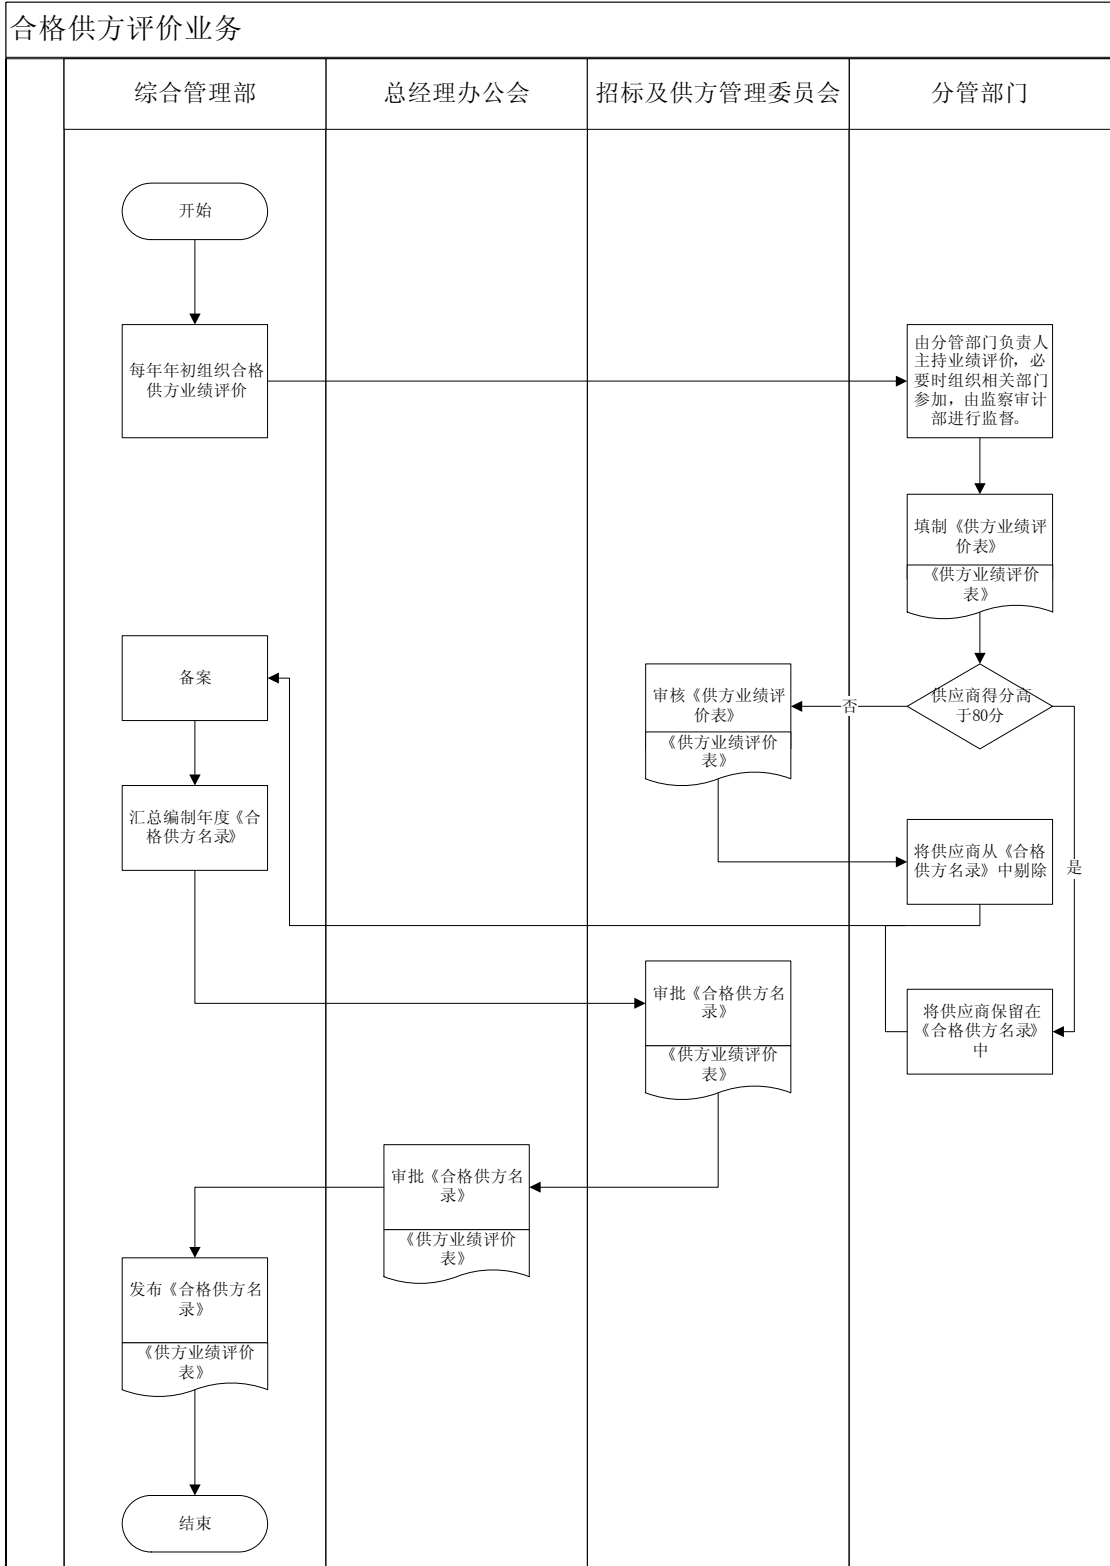 合格供方评价业务
综合管理部
总经理办公会
招标及供方管理委员会
分管部门
开始
每年年初组织合格
供方业绩评价
由分管部门负责人
主持业绩评价，必
要时组织相关部门
参加，由监察审计
部进行监督。
填制《供方业绩评
价表》
《供方业绩评价
表》
供应商得分高
于80分
否
是
审核《供方业绩评
价表》
《供方业绩评价
表》
将供应商从《合格
供方名录》中剔除
将供应商保留在
《合格供方名录》
中
备案
汇总编制年度《合
格供方名录》
审批《合格供方名
录》
《供方业绩评价
表》
审批《合格供方名
录》
《供方业绩评价
表》
发布《合格供方名
录》
《供方业绩评价
表》
结束